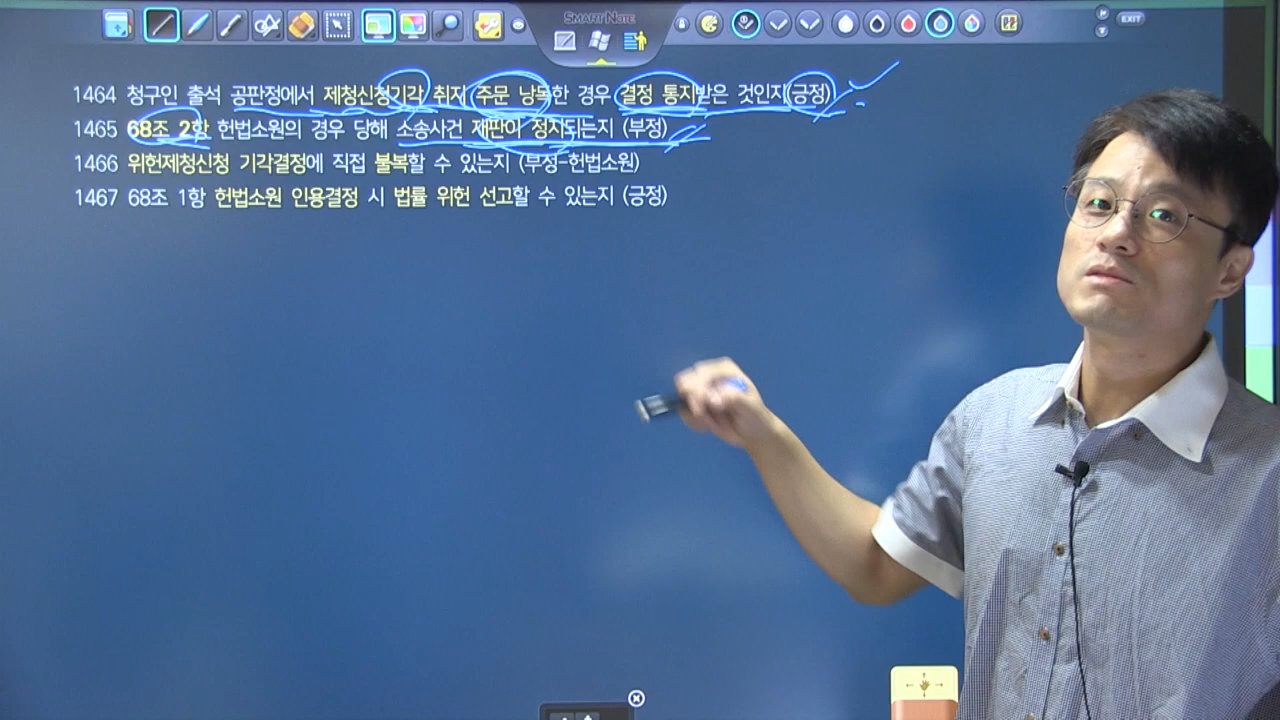 SMART NOTE
EXIT
1464 청구인 출석 공판정에서 제청신청기각 취지 주문 낭독한 경우 결정 통지받은 것인지(긍정)
1465 68조 2항 헌법소원의 경우 당해 소송사건 재판이 정지되는지 (부정)
1466 위헌제청신청 기각결정에 직접 불복할 수 있는지 (부정-헌법소원)
1467 68조 1항 헌법소원 인용결정 시 법률 위헌 선고할 수 있는지 (긍정)